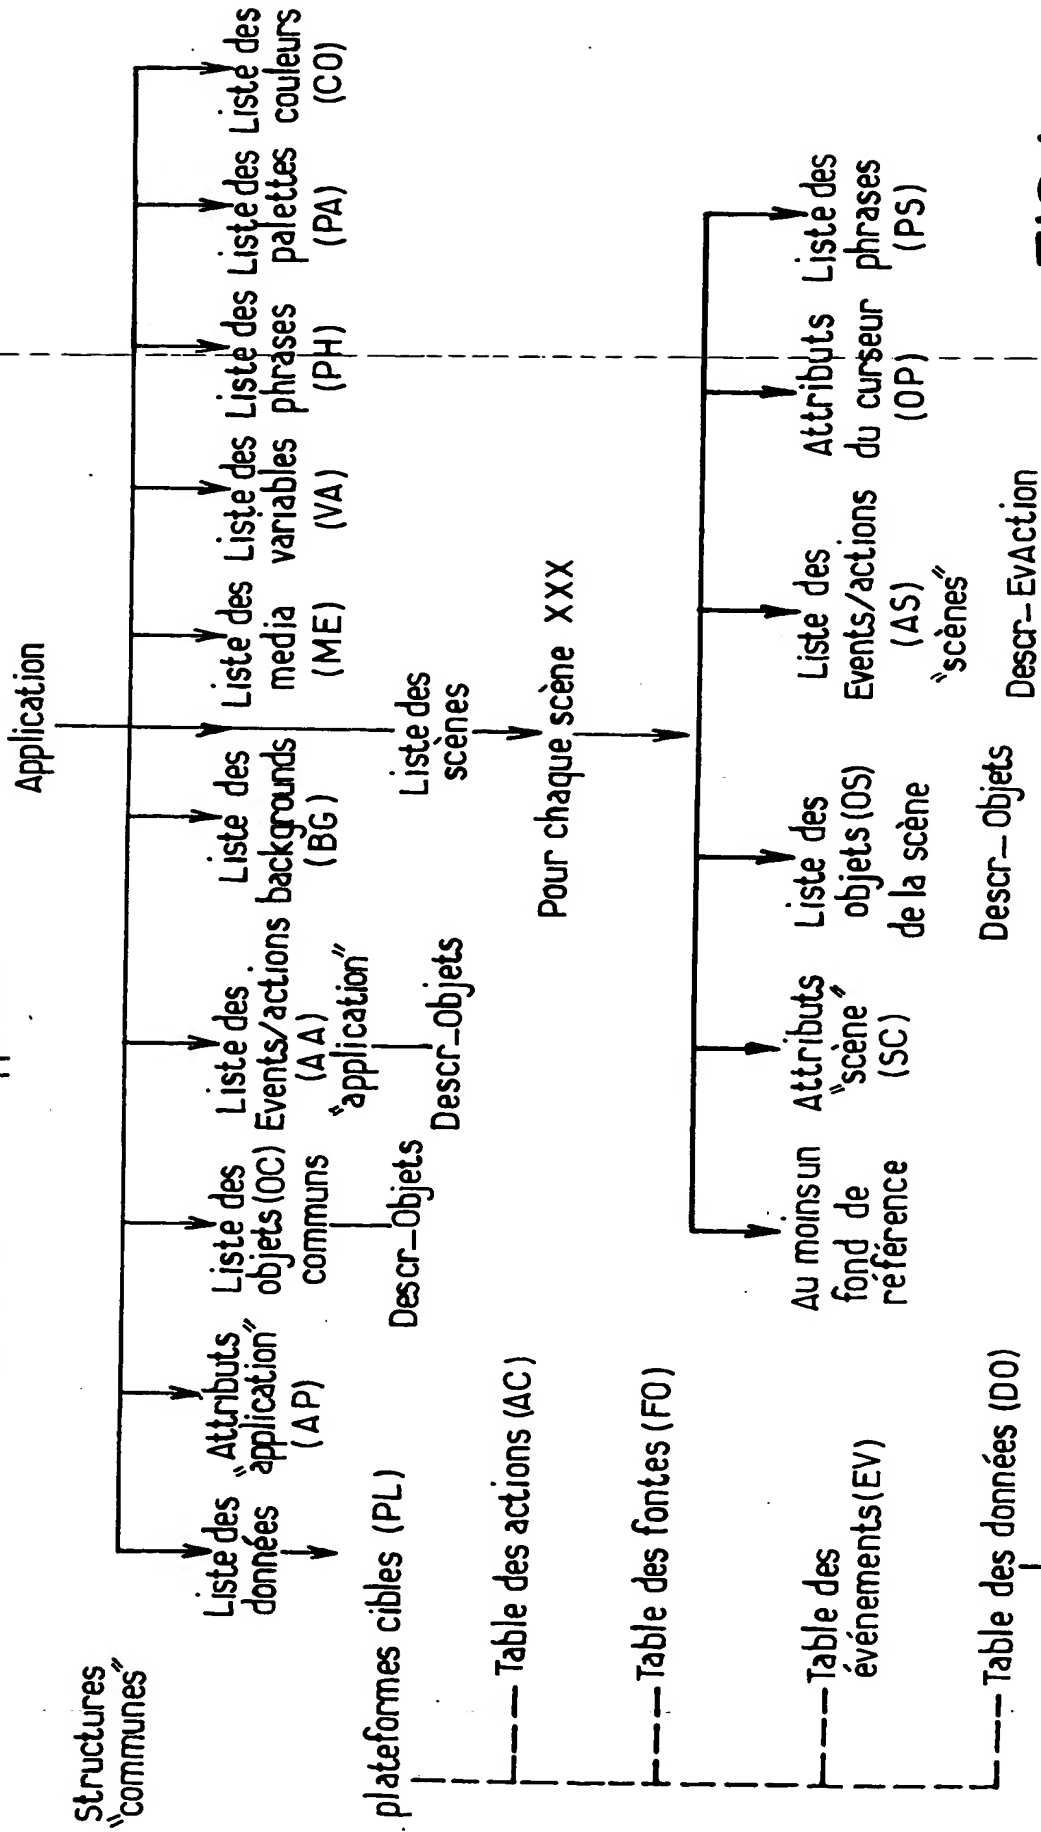 Application
Structures
"communes"
Liste des
données
"Attributs
application"
(AP)
Liste des
objets (OC)
communs
Descr_Objets
Liste des
Events/actions
(AA)
"application"
Descr_Objets
Liste des
backgrounds
(BG)
Liste des
media
(ME)
Liste des
variables
(VA)
Liste des
phrases
(PH)
Liste des
palettes
(PA)
Liste des
couleurs
(CO)
Liste des
scènes
Pour chaque scène XXX
plateformes cibles (PL)
Table des actions (AC)
Table des fontes (FO)
Table des
événements (EV)
Table des données (DO)
Au moins un
fond de
référence
Attributs
"scène"
(SC)
Liste des
objets (OS)
de la scène
Descr_Objets
Liste des
Events/actions
(AS)
"scènes"
Descr_EvAction
Attributs
du curseur
(OP)
Liste des
phrases
(PS)